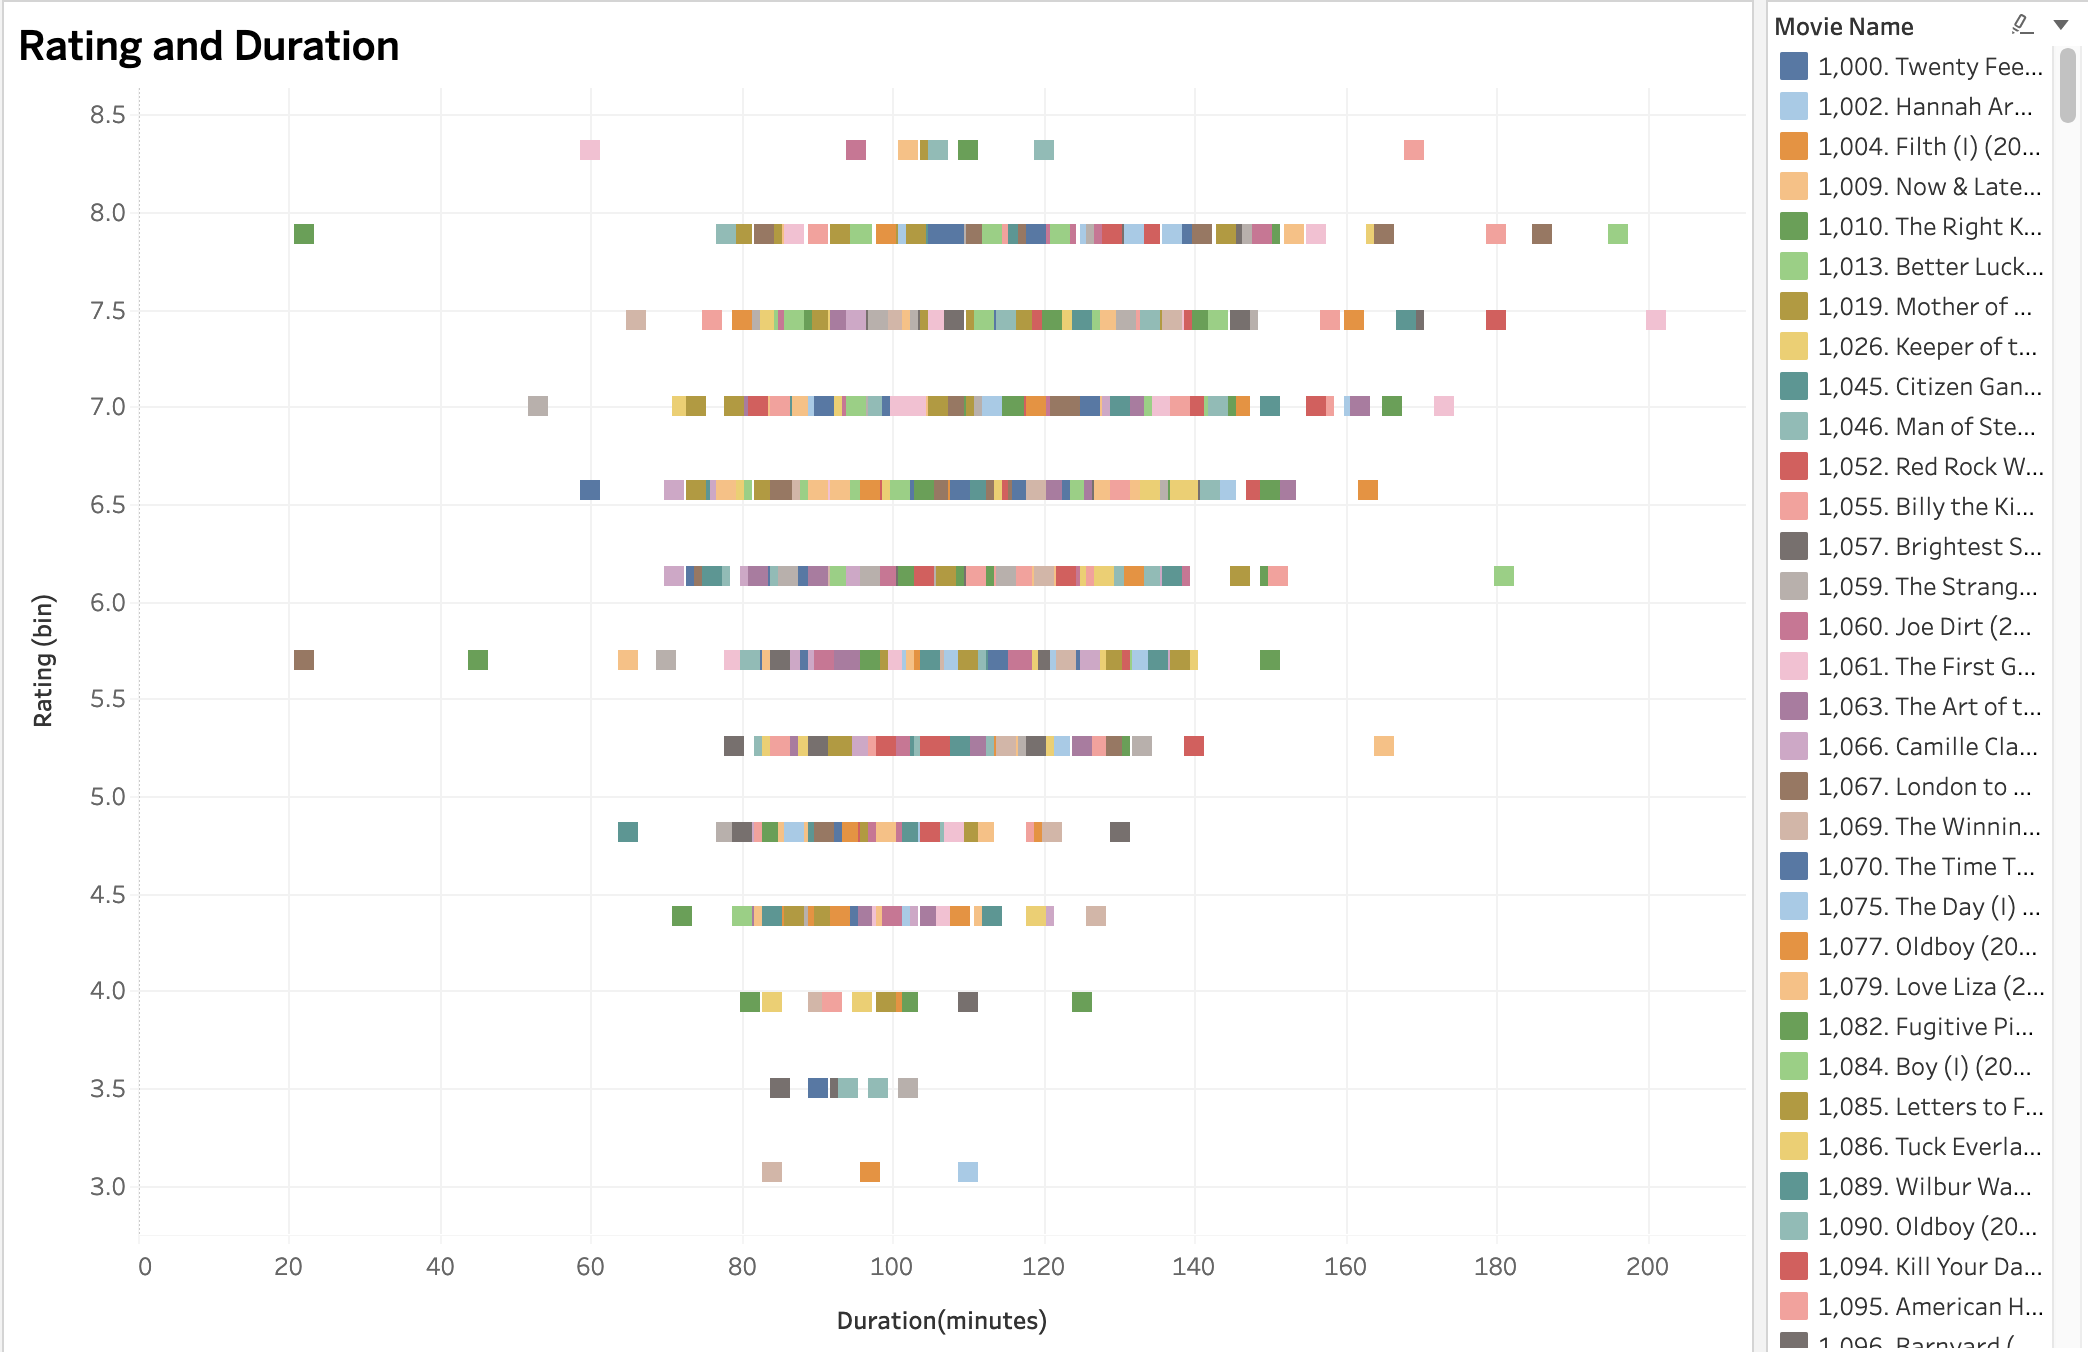 Rating and Duration
8.5
8.0
7.5
7.0
6.5
6.0
5.5
5.0
4.5
4.0
3.5
3.0
Rating (bin)
0 20 40 60 80 100 120 140 160 180 200
Duration(minutes)
Movie Name
1,000. Twenty Fee...
1,002. Hannah Ar...
1,004. Filth (I) (20...
1,009. Now & Late...
1,010. The Right K...
1,013. Better Luck...
1,019. Mother of ...
1,026. Keeper of t...
1,045. Citizen Gan...
1,046. Man of Ste...
1,052. Red Rock W...
1,055. Billy the Ki...
1,057. Brightest S...
1,059. The Strang...
1,060. Joe Dirt (2...
1,061. The First G...
1,063. The Art of t...
1,066. Camille Cla...
1,067. London to ...
1,069. The Winnin...
1,070. The Time T...
1,075. The Day (I) ...
1,077. Oldboy (20...
1,079. Love Liza (2...
1,082. Fugitive Pi...
1,084. Boy (I) (20...
1,085. Letters to F...
1,086. Tuck Everla...
1,089. Wilbur Wa...
1,090. Oldboy (20...
1,094. Kill Your Da...
1,095. American H...
1,096. Barnyard (...